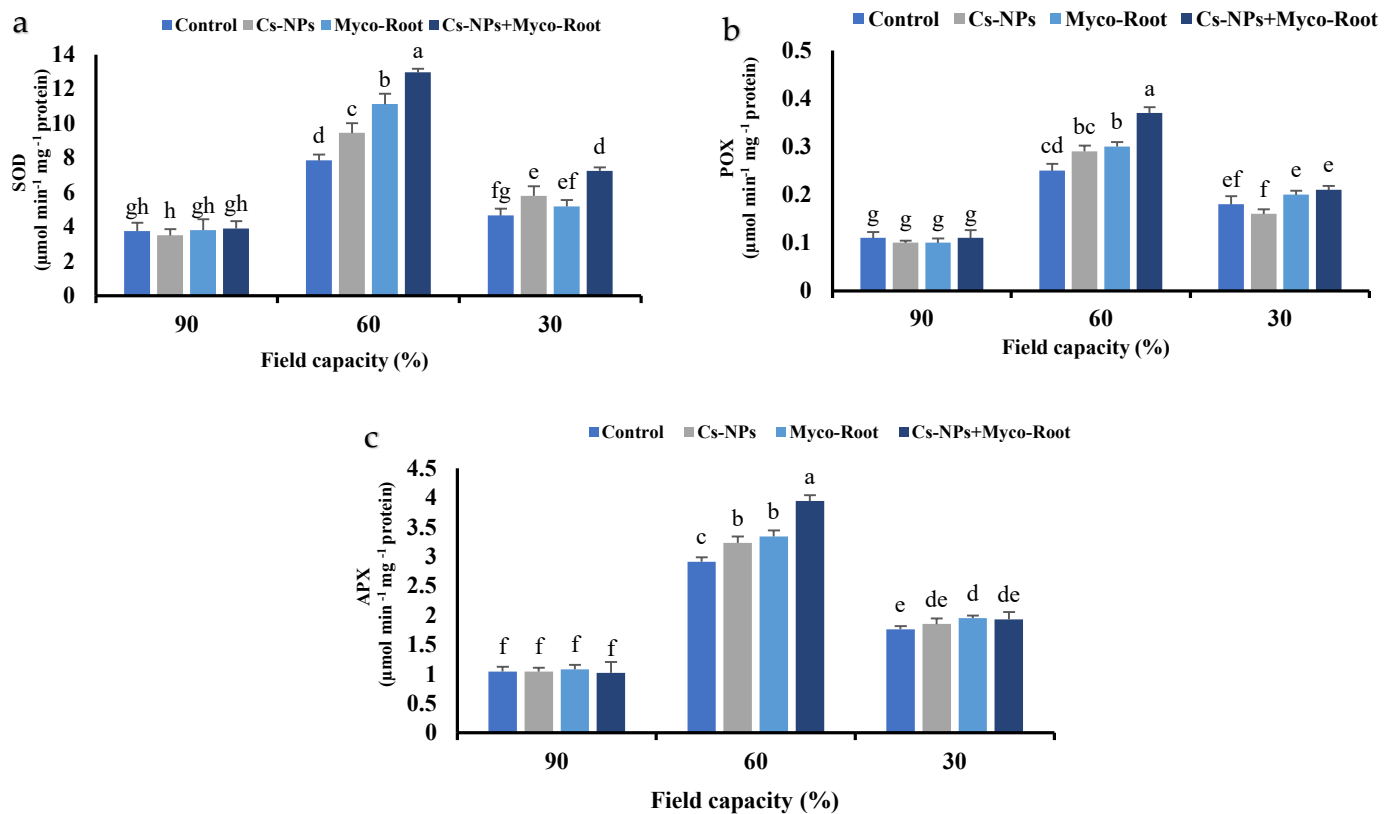 a
Control Cs-NPs Myco-Root Cs-NPs+Myco-Root
SOD
(µmol min-1 mg -1 protein)
14
12
10
8
6
4
2
0
gh h gh gh
d c b a
fg e ef d
90 60 30
Field capacity (%)
b
Control Cs-NPs Myco-Root Cs-NPs+Myco-Root
POX
(µmol min-1 mg -1 protein)
0.5
0.4
0.3
0.2
0.1
0
g g g g
cd bc b a
ef f e e
90 60 30
Field capacity (%)
c
Control Cs-NPs Myco-Root Cs-NPs+Myco-Root
APX
(µmol min -1 mg -1 protein)
4.5
4
3.5
3
2.5
2
1.5
1
0.5
0
f f f f
c b b a
e de d de
90 60 30
Field capacity (%)